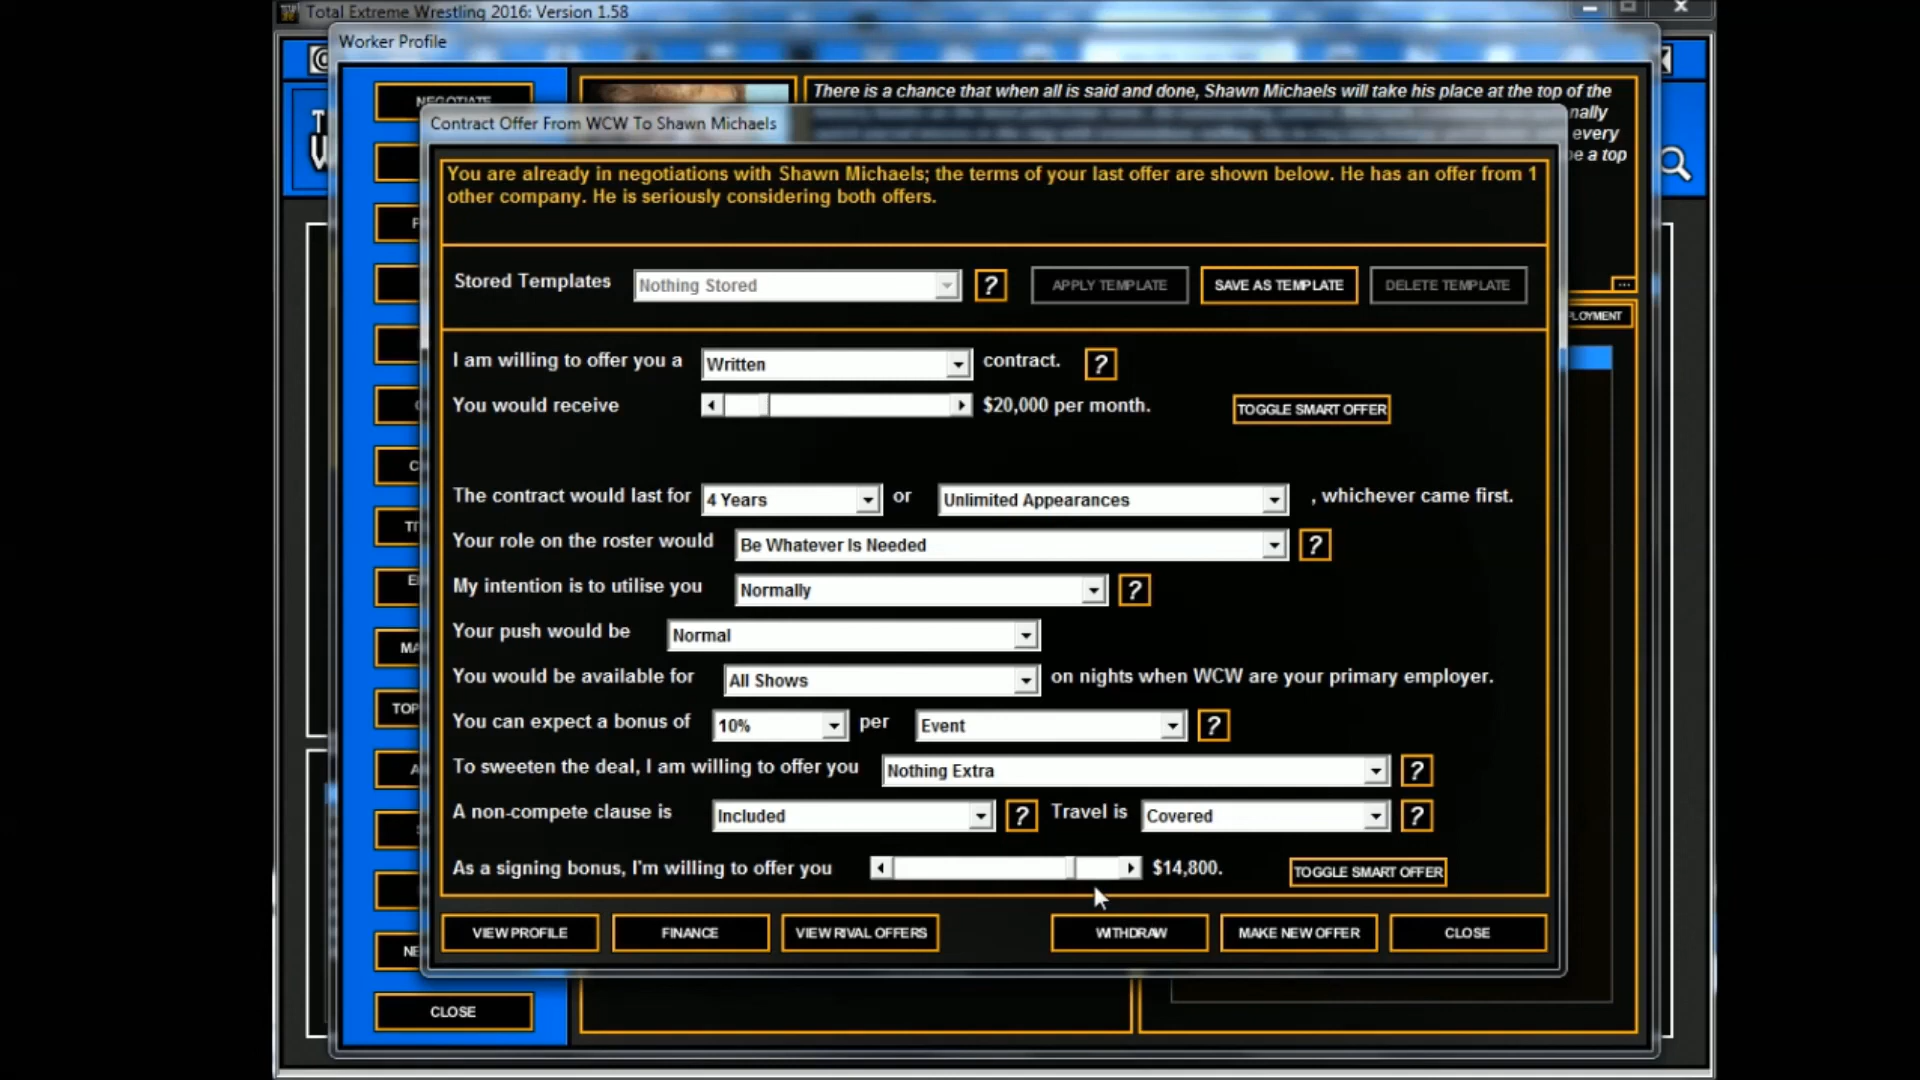 Total Extreme Wrestling 2016: Version 1.58
Worker Profile
NEGOTIATE
There is a chance that when all is said and done, Shawn Michaels will take his place at the top of the
nally
every
e a top
Contract Offer From WCW To Shawn Michaels
You are already in negotiations with Shawn Michaels; the terms of your last offer are shown below. He has an offer from 1
other company. He is seriously considering both offers.
Stored Templates Nothing Stored ? APPLY TEMPLATE SAVE AS TEMPLATE DELETE TEMPLATE
PLOYMENT
I am willing to offer you a Written contract. ?
You would receive $20,000 per month. TOGGLE SMART OFFER
The contract would last for 4 Years or Unlimited Appearances , whichever came first.
Your role on the roster would Be Whatever Is Needed ?
My intention is to utilise you Normally ?
Your push would be Normal
You would be available for All Shows on nights when WCW are your primary employer.
You can expect a bonus of 10% per Event ?
To sweeten the deal, I am willing to offer you Nothing Extra ?
A non-compete clause is Included ? Travel is Covered ?
As a signing bonus, I'm willing to offer you $14,800. TOGGLE SMART OFFER
VIEW PROFILE FINANCE VIEW RIVAL OFFERS WITHDRAW MAKE NEW OFFER CLOSE
TOP
CLOSE